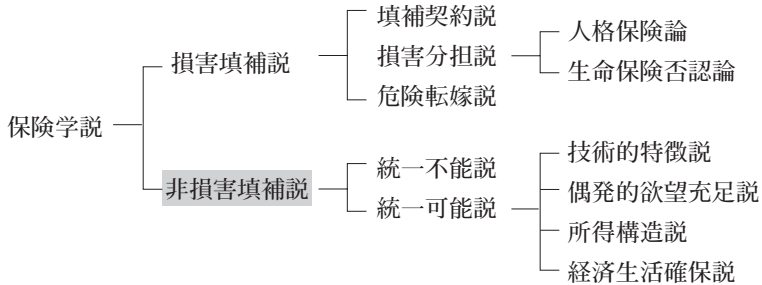 保険学説
損害填補説
填補契約説
損害分担説
人格保険論
生命保険否認論
危険転嫁説
非損害填補説
統一不能説
統一可能説
技術的特徴説
偶発的欲望充足説
所得構造説
経済生活確保説